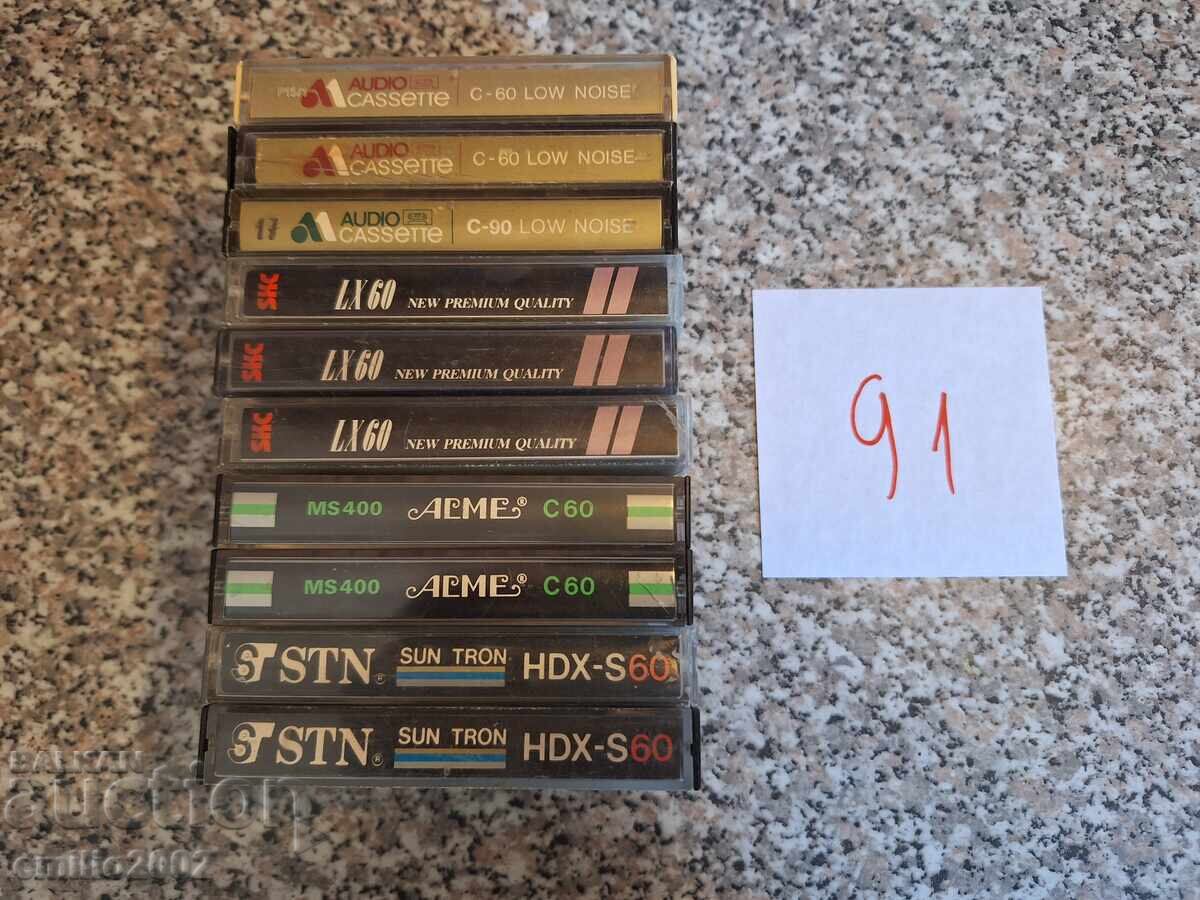 AUDIO
CASSETTE C-60 LOW NOISE
AUDIO
CASSETTE C-60 LOW NOISE
17 AUDIO
CASSETTE C-90 LOW NOISE
SKC LX60 NEW PREMIUM QUALITY
SKC LX60 NEW PREMIUM QUALITY
SKC LX60 NEW PREMIUM QUALITY
MS400 ACME® C60
MS400 ACME® C60
STN® SUN TRON HDX-S60
STN® SUN TRON HDX-S60
91
BALKAN
auction
emilio2002